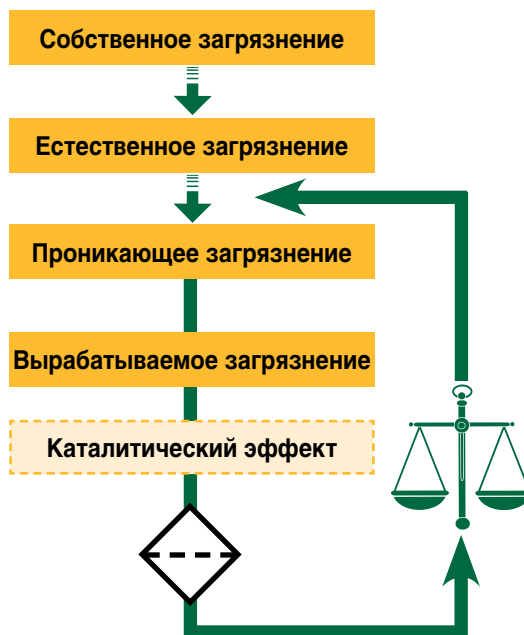 Собственное загрязнение
Естественное загрязнение
Проникающее загрязнение
Вырабатываемое загрязнение
Каталитический эффект